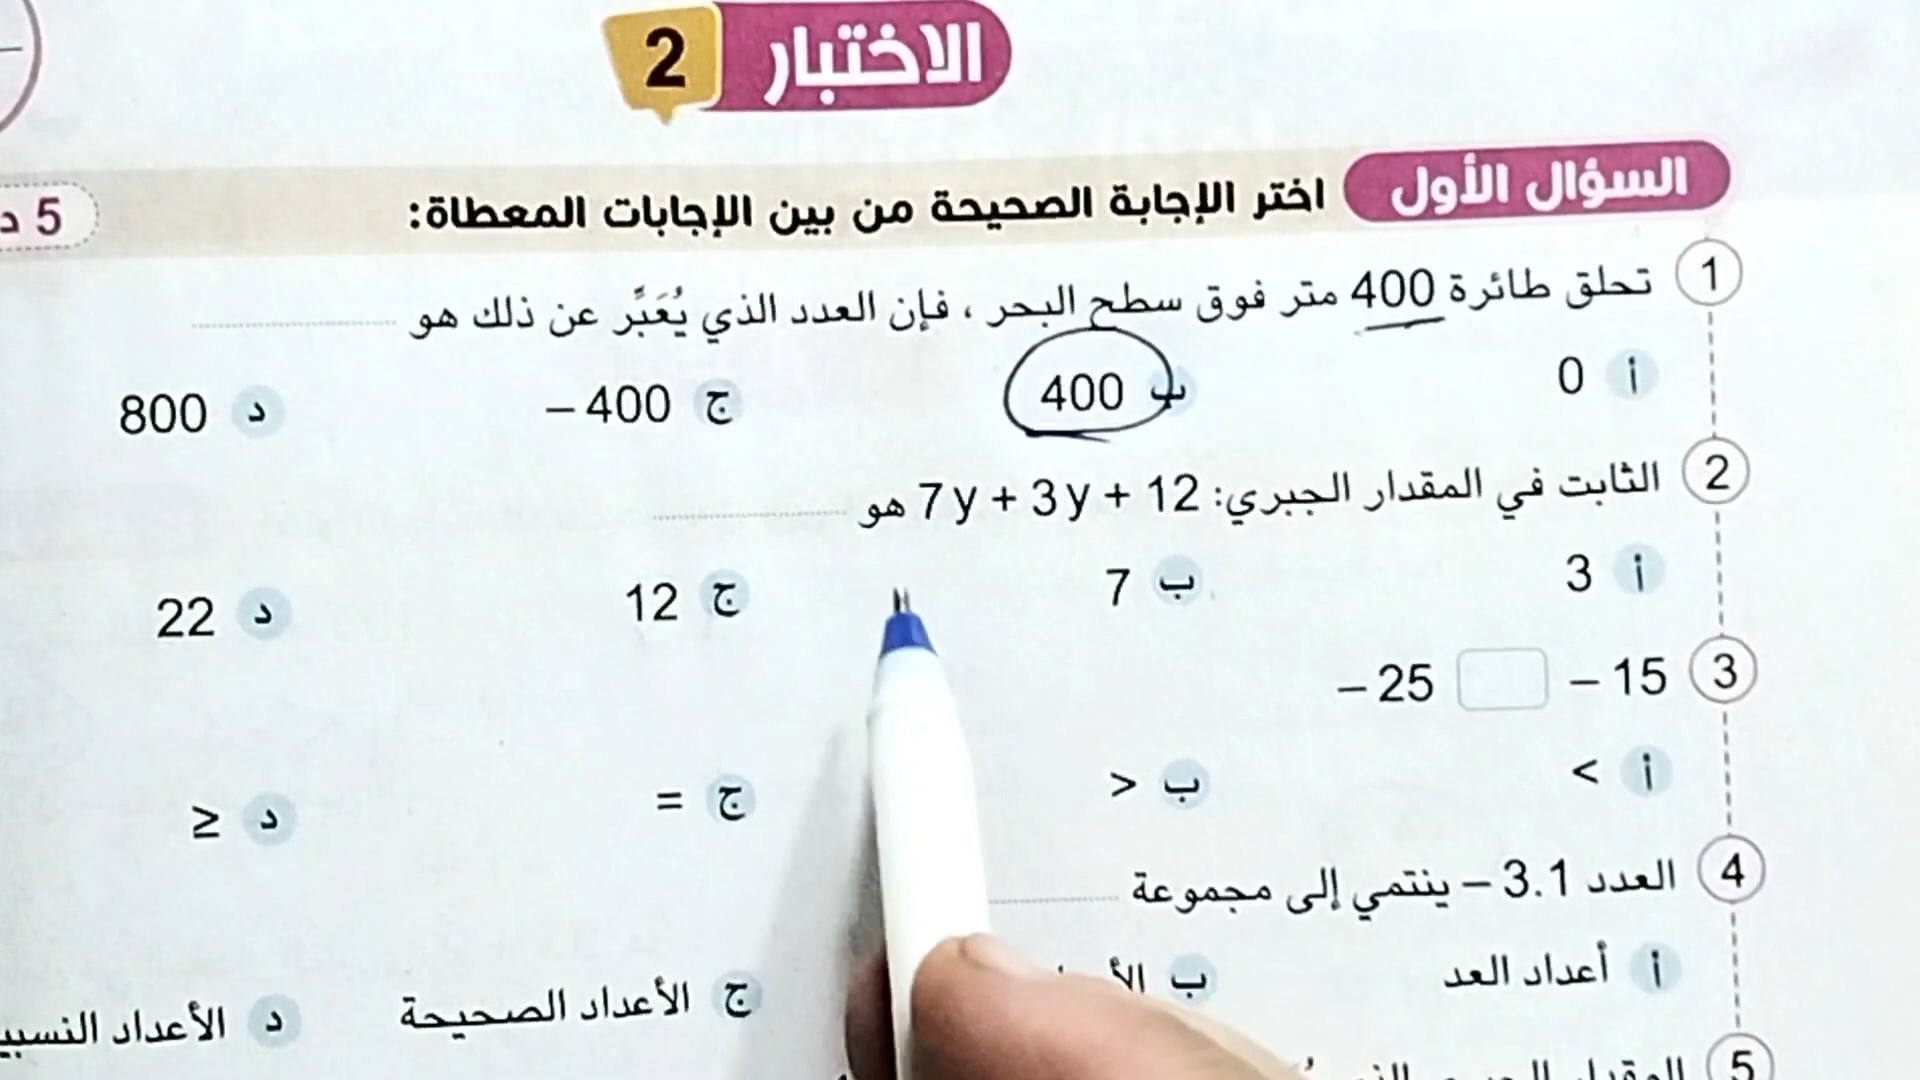 الاختبار 2
السؤال الأول اختر الإجابة الصحيحة من بين الإجابات المعطاة: 5 د
1 تحلق طائرة 400 متر فوق سطح البحر ، فإن العدد الذي يُعَبِّر عن ذلك هو
أ 0 ب 400 ج – 400 د 800
2 الثابت في المقدار الجبري: 7y + 3y + 12 هو
أ 3 ب 7 ج 12 د 22
3 – 25 – 15
أ < ب > ج = د ≥
4 العدد 3.1 – ينتمي إلى مجموعة
أ أعداد العد ب ج الأعداد الصحيحة د الأعداد
5